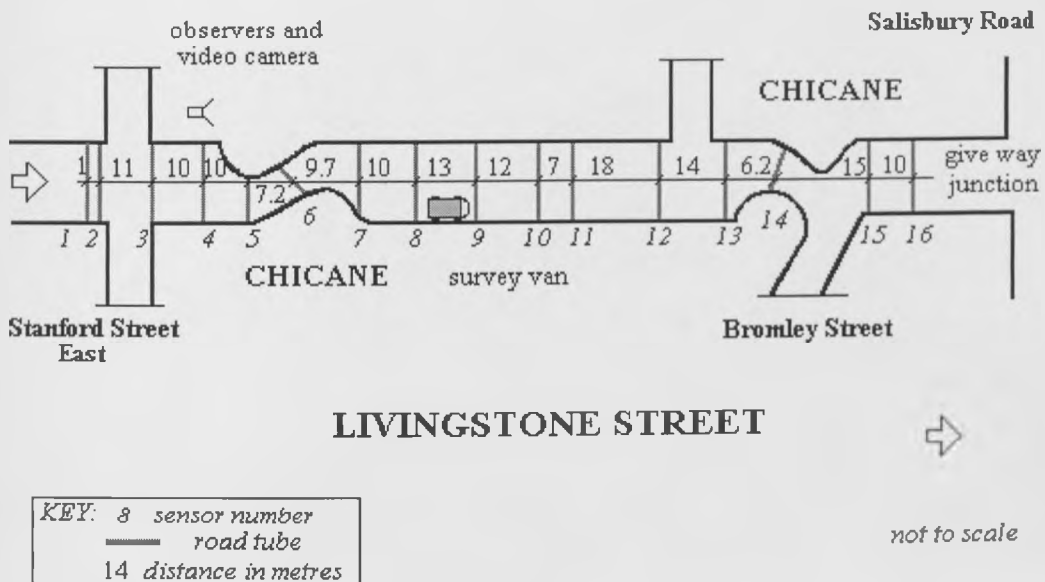 Salisbury Road
observers and
video camera
CHICANE
1 11 10 10 9.7 10 13 12 7 18 14 6.2 15 10
give way
junction
7.2
1 2 3 4 5 6 7 8 9 10 11 12 13 14 15 16
CHICANE
survey van
Stanford Street
East
Bromley Street
LIVINGSTONE STREET
KEY: 8 sensor number
road tube
14 distance in metres
not to scale